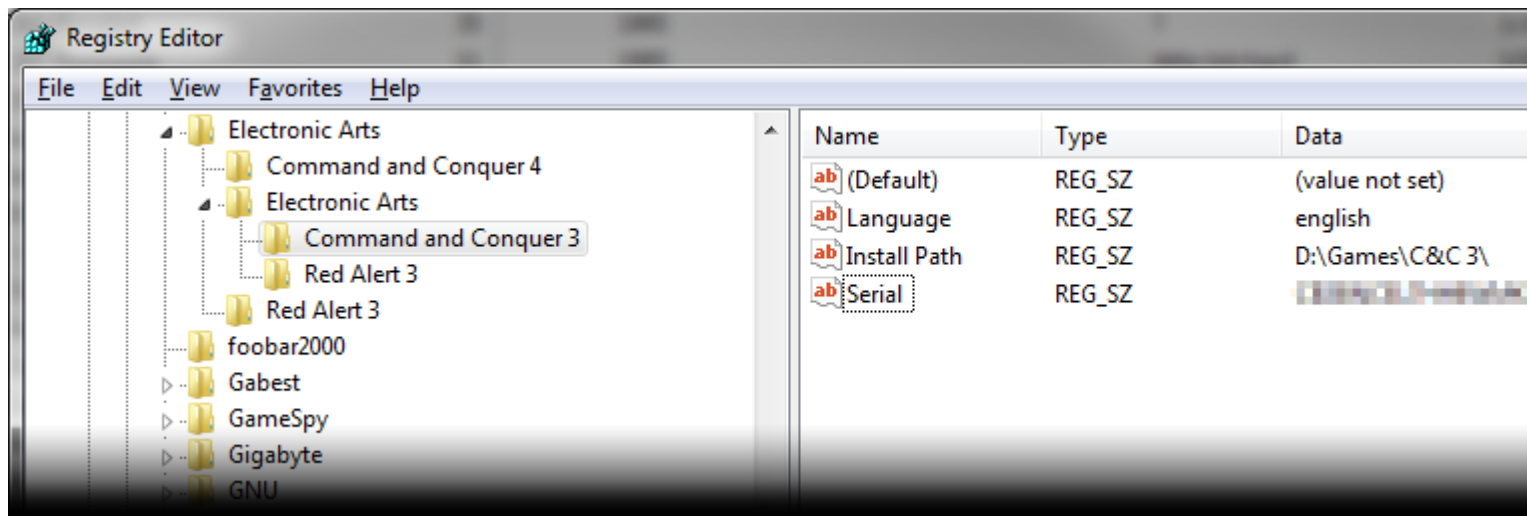 Registry Editor
File Edit View Favorites Help
Electronic Arts
Command and Conquer 4
Electronic Arts
Command and Conquer 3
Red Alert 3
Red Alert 3
foobar2000
Gabest
GameSpy
Gigabyte
GNU
Name Type Data
(Default) REG_SZ (value not set)
Language REG_SZ english
Install Path REG_SZ D:\Games\C&C 3\
Serial REG_SZ